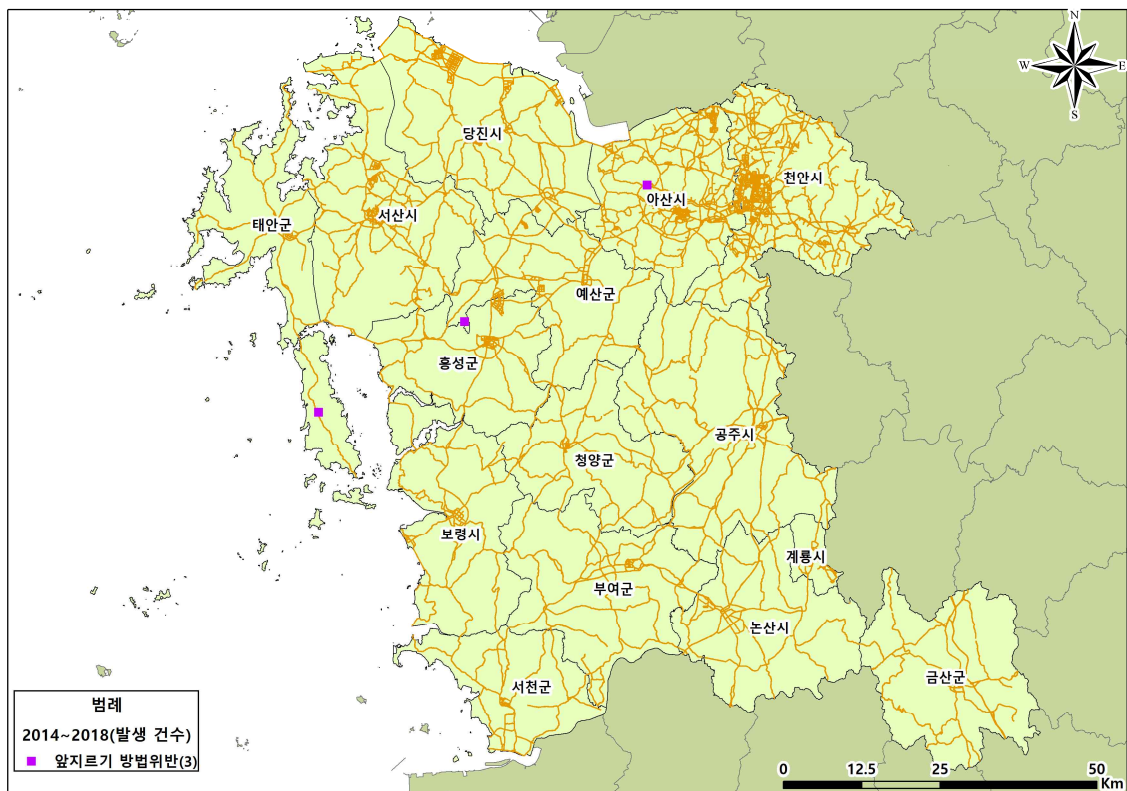 N
W E
S
당진시
천안시
아산시
서산시
태안군
예산군
홍성군
공주시
청양군
보령시
계룡시
부여군
논산시
서천군
금산군
범례
2014~2018(발생 건수)
앞지르기 방법위반(3)
0 12.5 25 50
Km